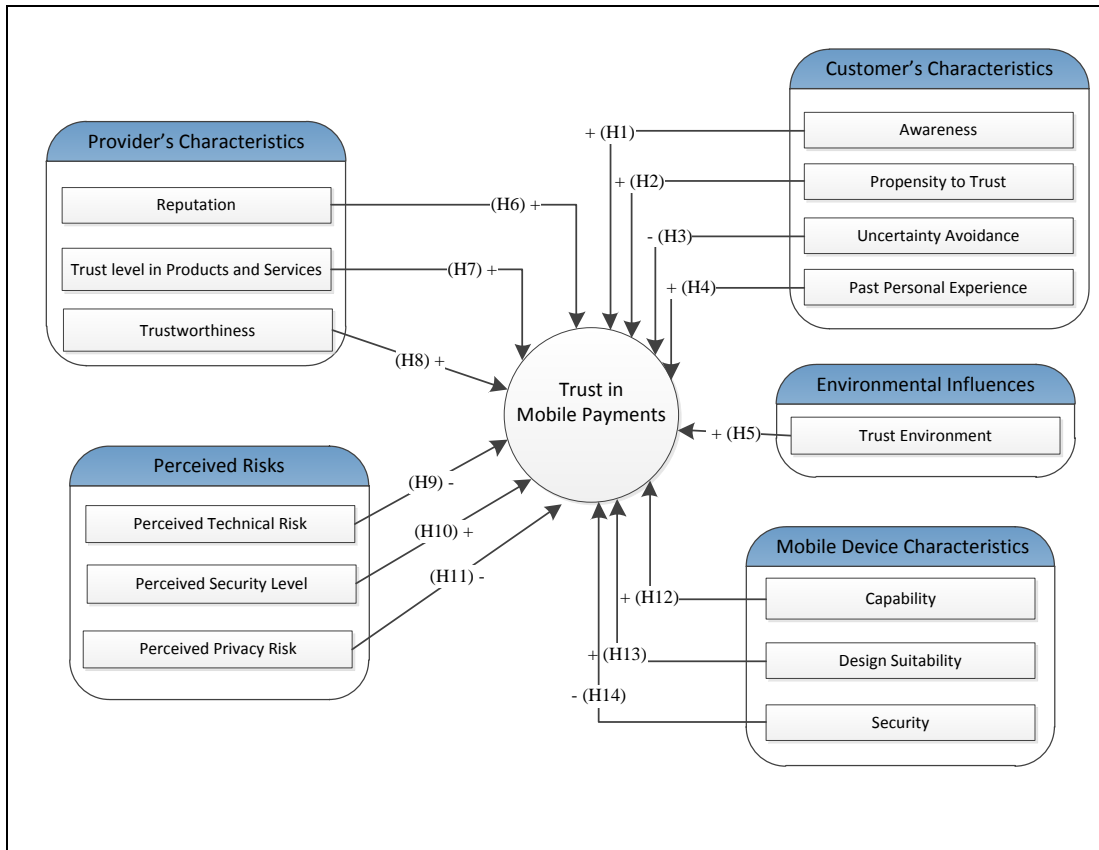 Provider's Characteristics
Reputation
Trust level in Products and Services
Trustworthiness
(H6) +
(H7) +
(H8) +
Perceived Risks
Perceived Technical Risk
Perceived Security Level
Perceived Privacy Risk
(H9) -
(H10) +
(H11) -
Trust in
Mobile Payments
Customer's Characteristics
Awareness
Propensity to Trust
Uncertainty Avoidance
Past Personal Experience
+ (H1)
+ (H2)
- (H3)
+ (H4)
Environmental Influences
Trust Environment
+ (H5)
Mobile Device Characteristics
Capability
Design Suitability
Security
+ (H12)
+ (H13)
- (H14)